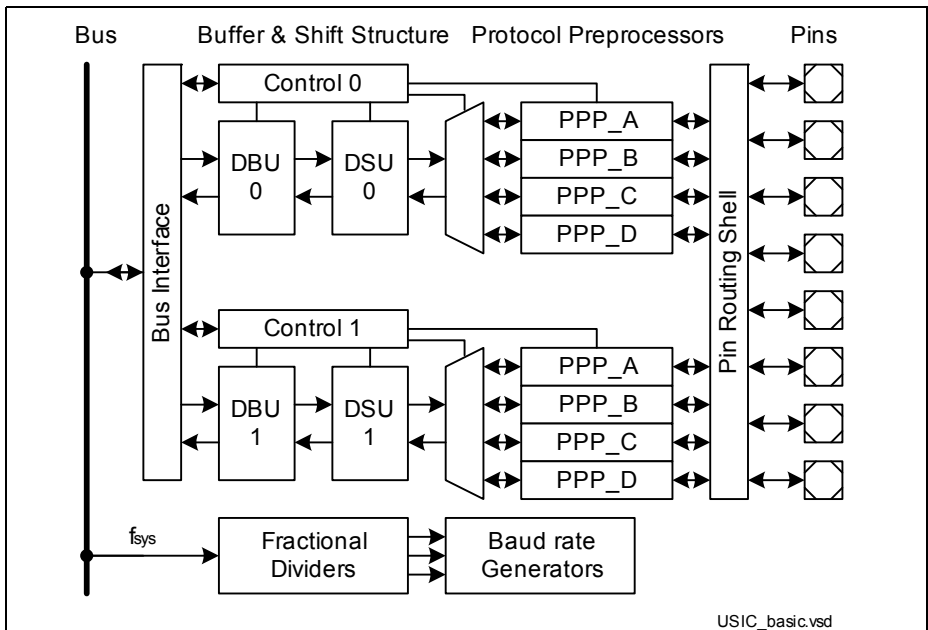 Bus Buffer & Shift Structure Protocol Preprocessors Pins
Control 0
DBU
0
DSU
0
PPP_A
PPP_B
PPP_C
PPP_D
Bus Interface
Pin Routing Shell
Control 1
DBU
1
DSU
1
PPP_A
PPP_B
PPP_C
PPP_D
fsys
Fractional
Dividers
Baud rate
Generators
USIC_basic.vsd